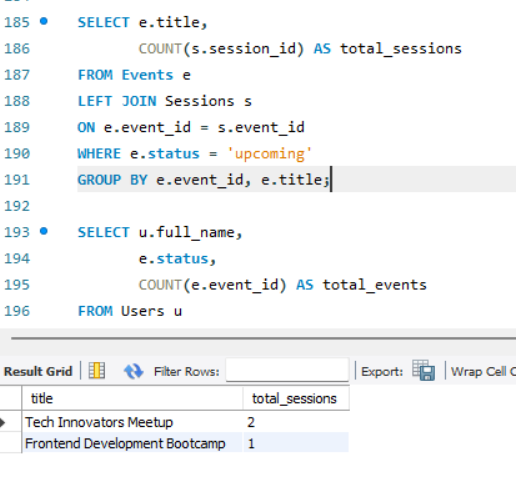 185 SELECT e.title,
186 COUNT(s.session_id) AS total_sessions
187 FROM Events e
188 LEFT JOIN Sessions s
189 ON e.event_id = s.event_id
190 WHERE e.status = 'upcoming'
191 GROUP BY e.event_id, e.title;
192
193 SELECT u.full_name,
194 e.status,
195 COUNT(e.event_id) AS total_events
196 FROM Users u
Result Grid Filter Rows: Export: Wrap Cell
title total_sessions
Tech Innovators Meetup 2
Frontend Development Bootcamp 1